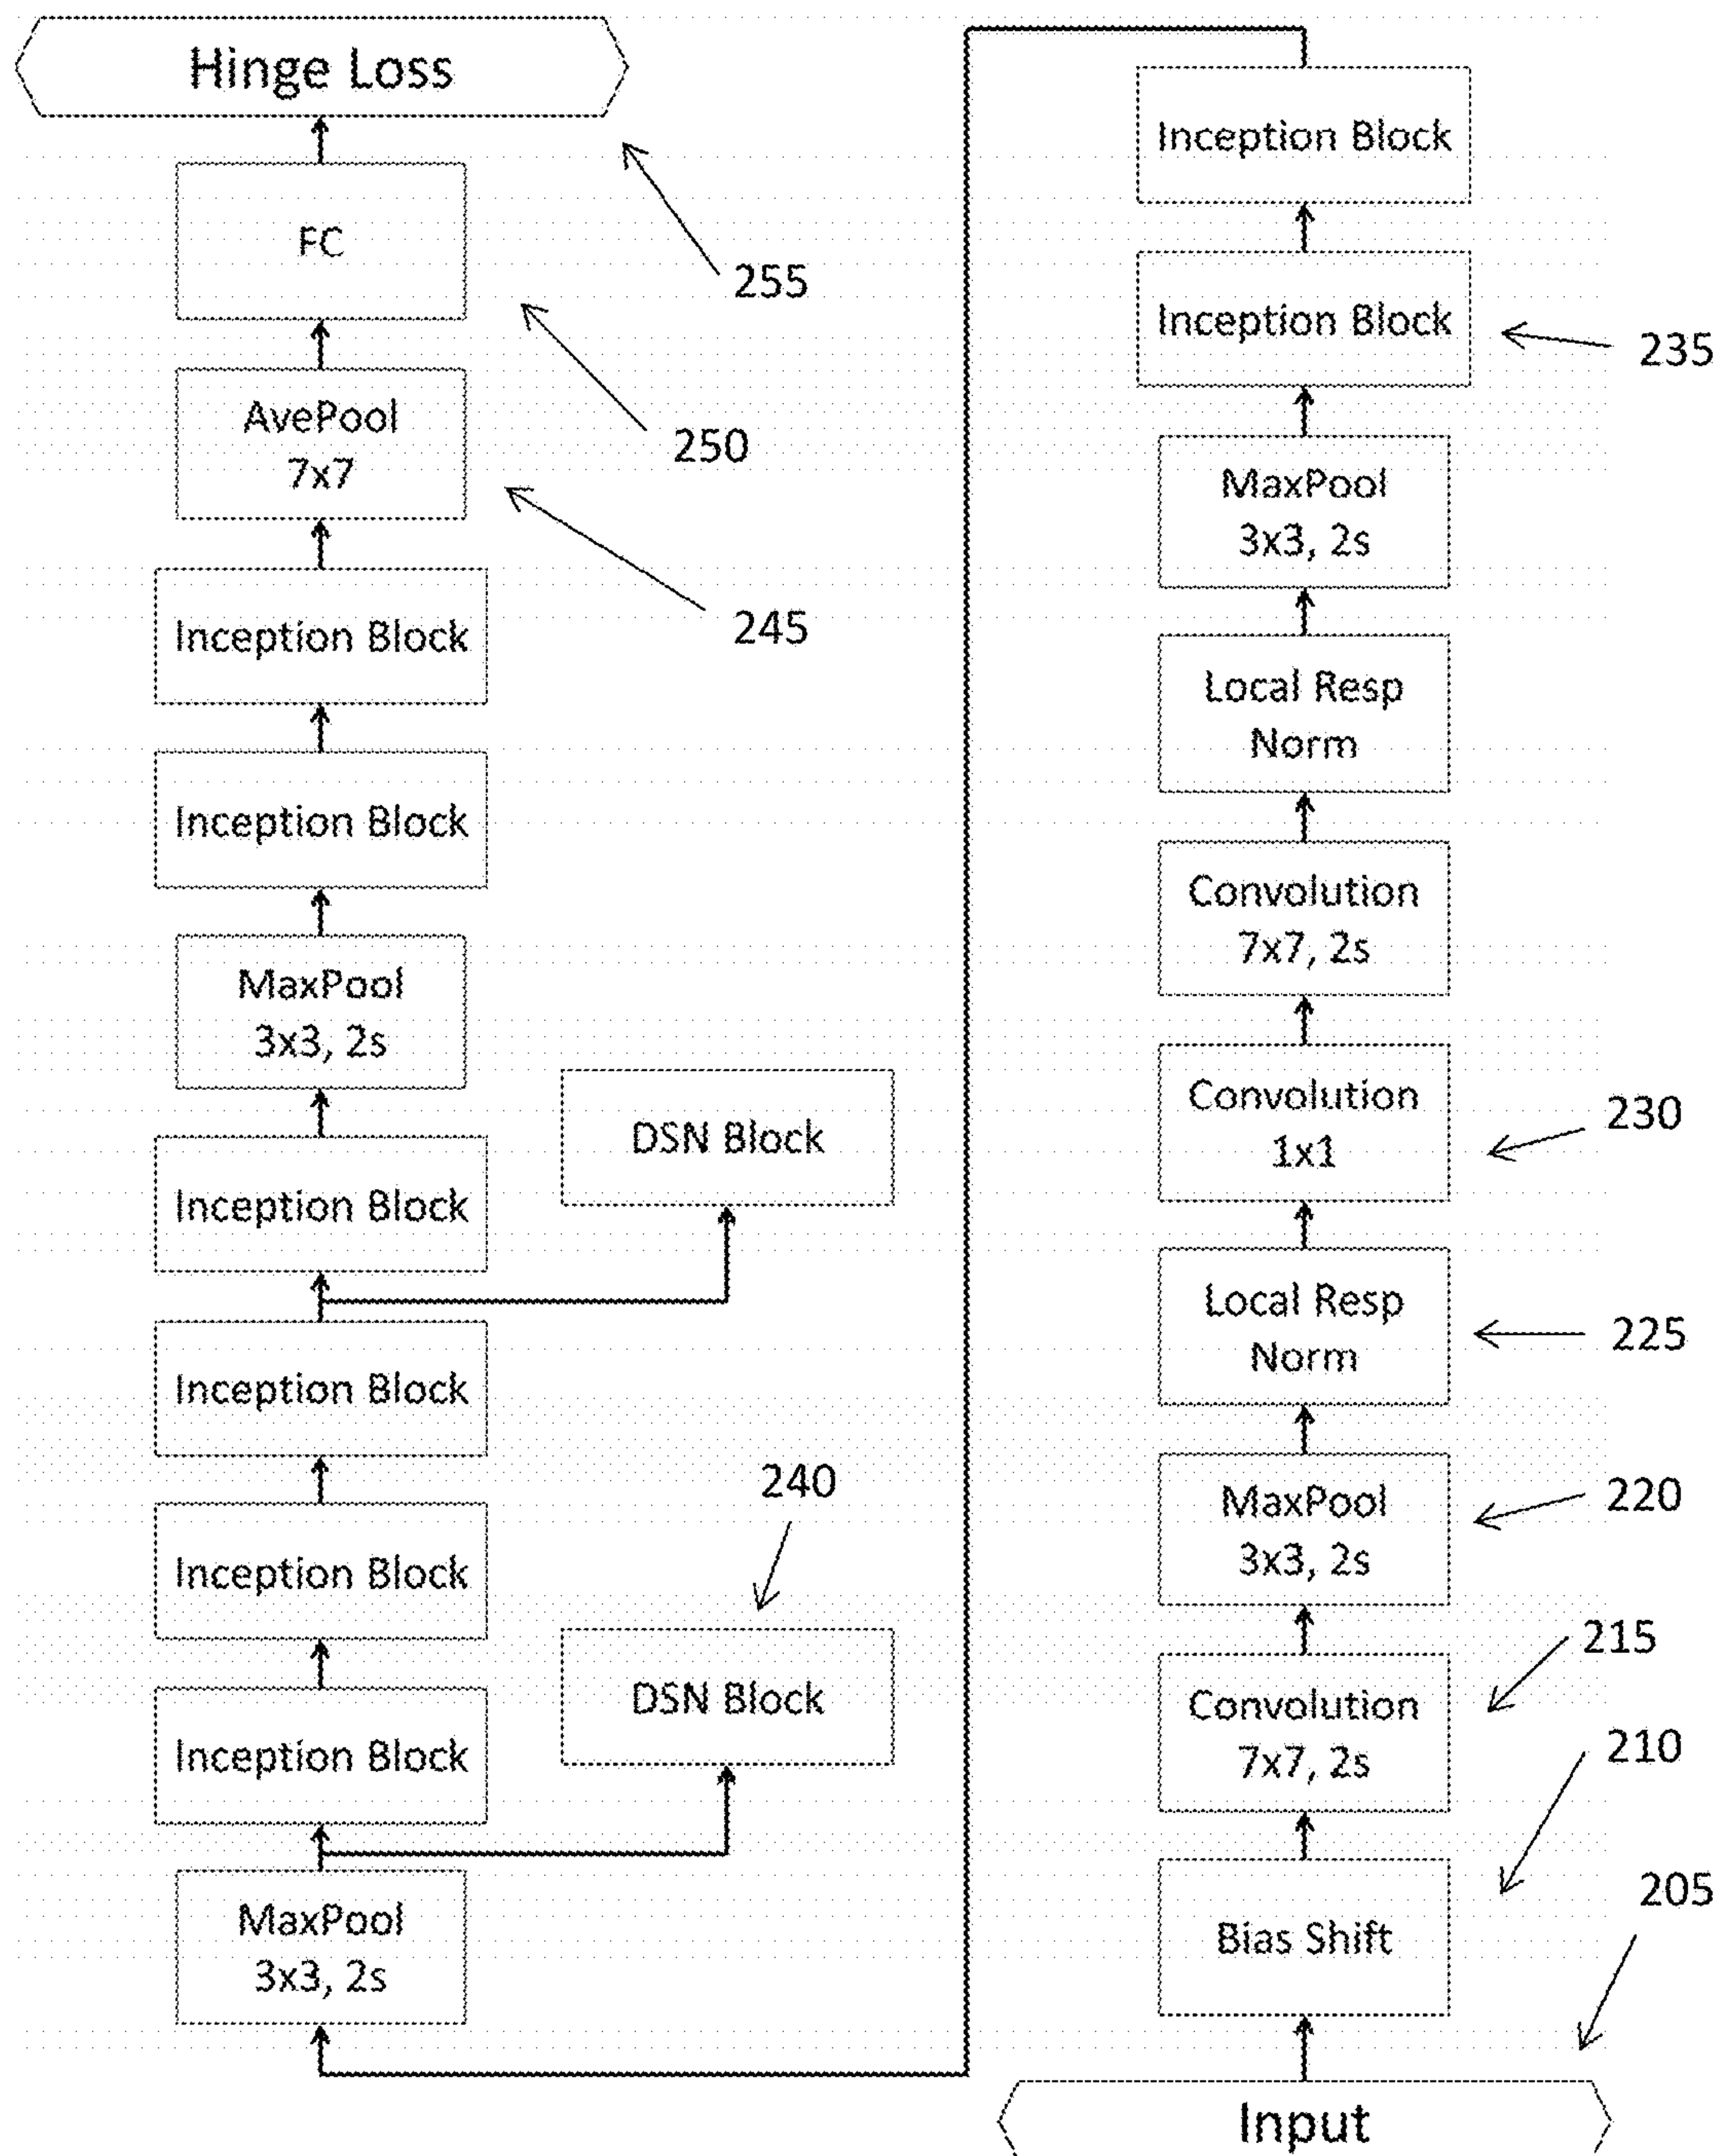 Hinge Loss
FC
255
250
AvePool
7x7
245
Inception Block
Inception Block
MaxPool
3x3, 2s
DSN Block
Inception Block
Inception Block
240
Inception Block
DSN Block
Inception Block
MaxPool
3x3, 2s
Inception Block
Inception Block
235
MaxPool
3x3, 2s
Local Resp
Norm
Convolution
7x7, 2s
Convolution
1x1
230
Local Resp
Norm
225
MaxPool
3x3, 2s
220
215
Convolution
7x7, 2s
210
205
Bias Shift
Input